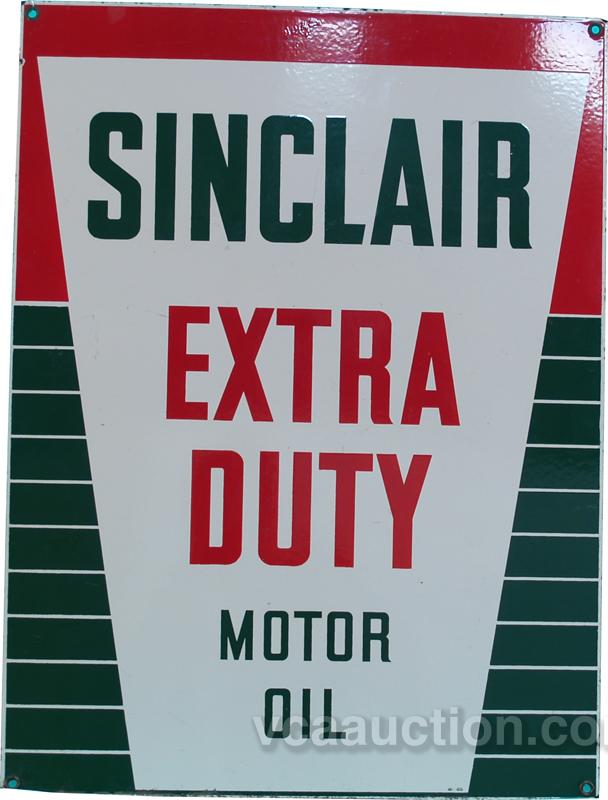 SINCLAIR
EXTRA
DUTY
MOTOR
OIL
vcaauction.co